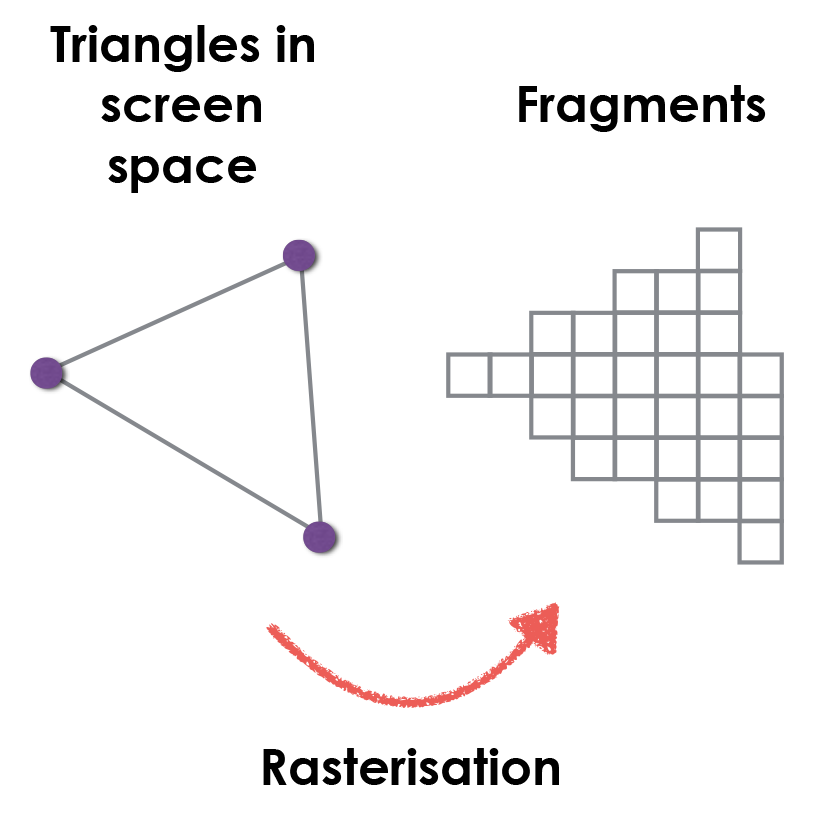 Triangles in
screen
space
Fragments
Rasterisation